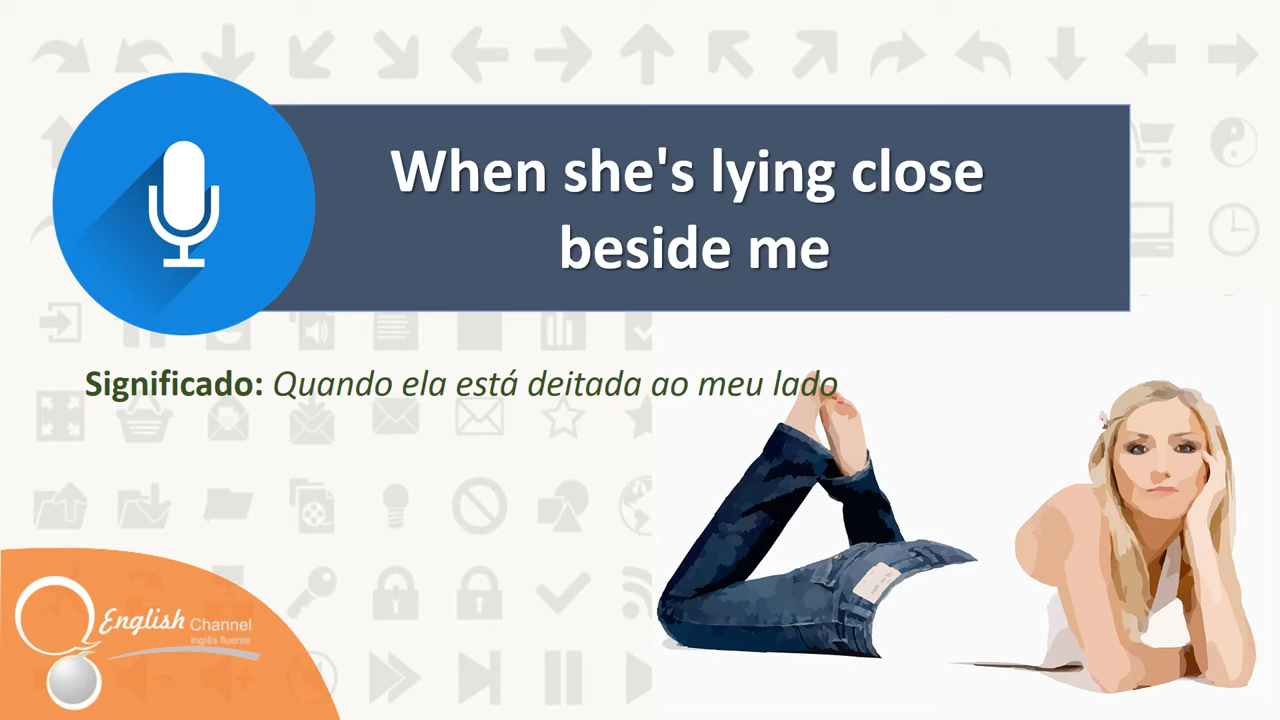 When she's lying close
beside me
Significado: Quando ela está deitada ao meu lado
English Channel
inglês fluente